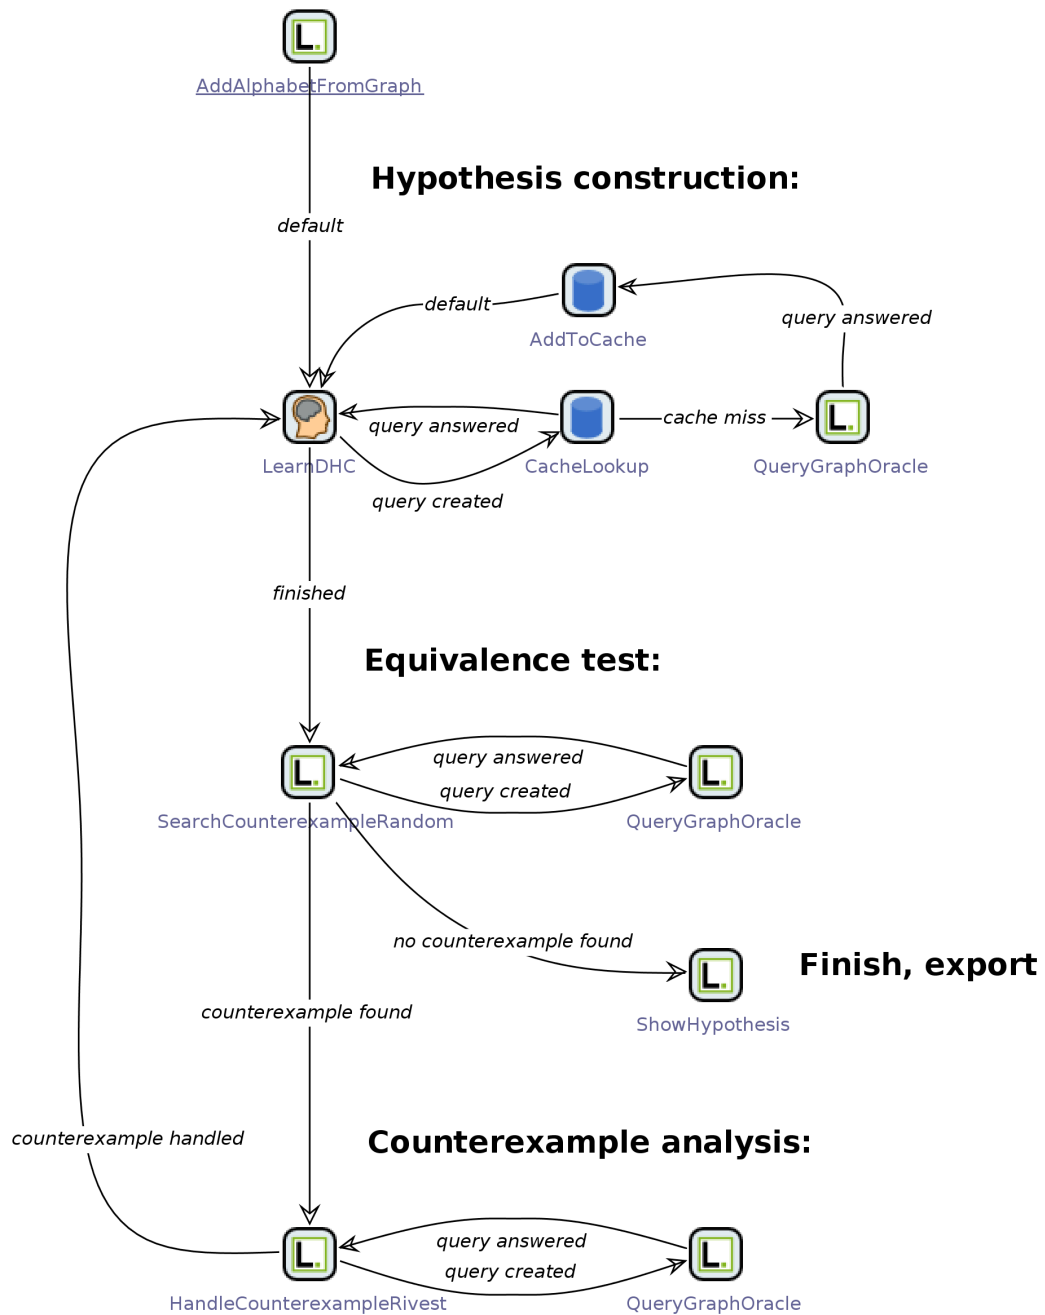 L.
AddAlphabetFromGraph
Hypothesis construction:
default
default
AddToCache
query answered
query answered
cache miss
L.
LearnDHC
CacheLookup
QueryGraphOracle
query created
finished
Equivalence test:
query answered
L.
L.
query created
SearchCounterexampleRandom
QueryGraphOracle
no counterexample found
Finish, export
L.
counterexample found
ShowHypothesis
counterexample handled
Counterexample analysis:
query answered
L.
L.
query created
HandleCounterexampleRivest
QueryGraphOracle